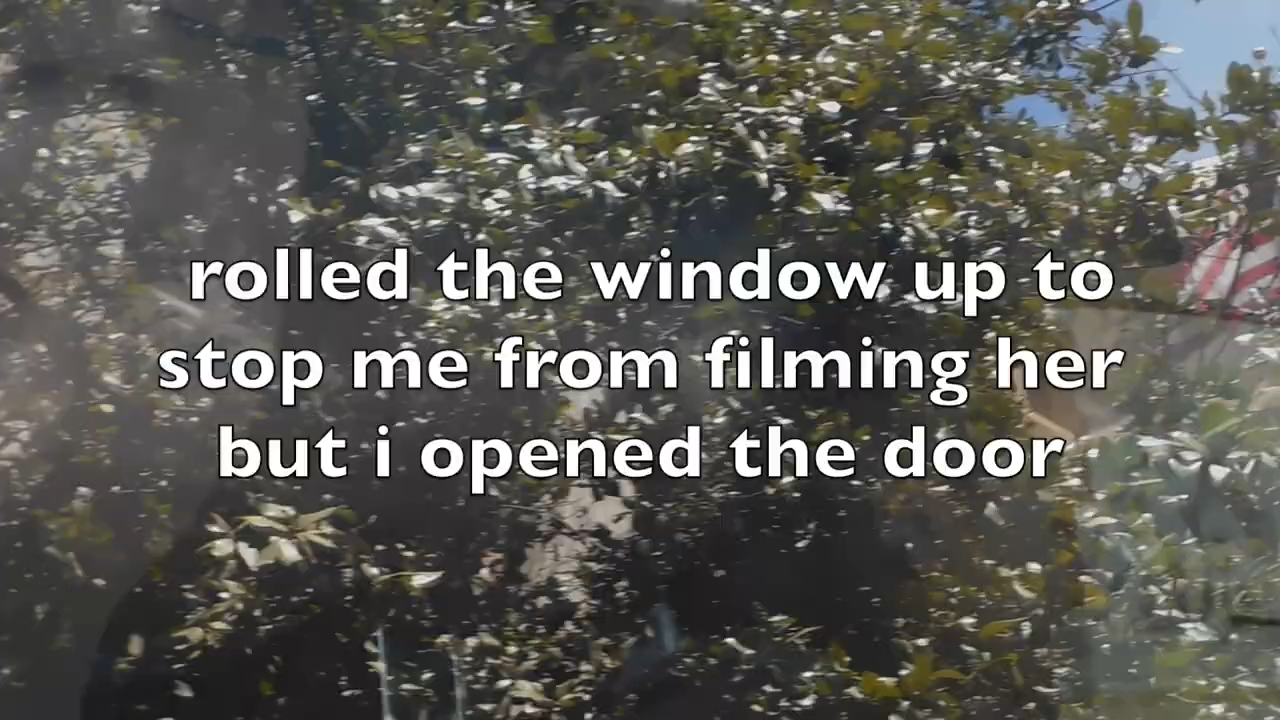 rolled the window up to
stop me from filming her
but i opened the door